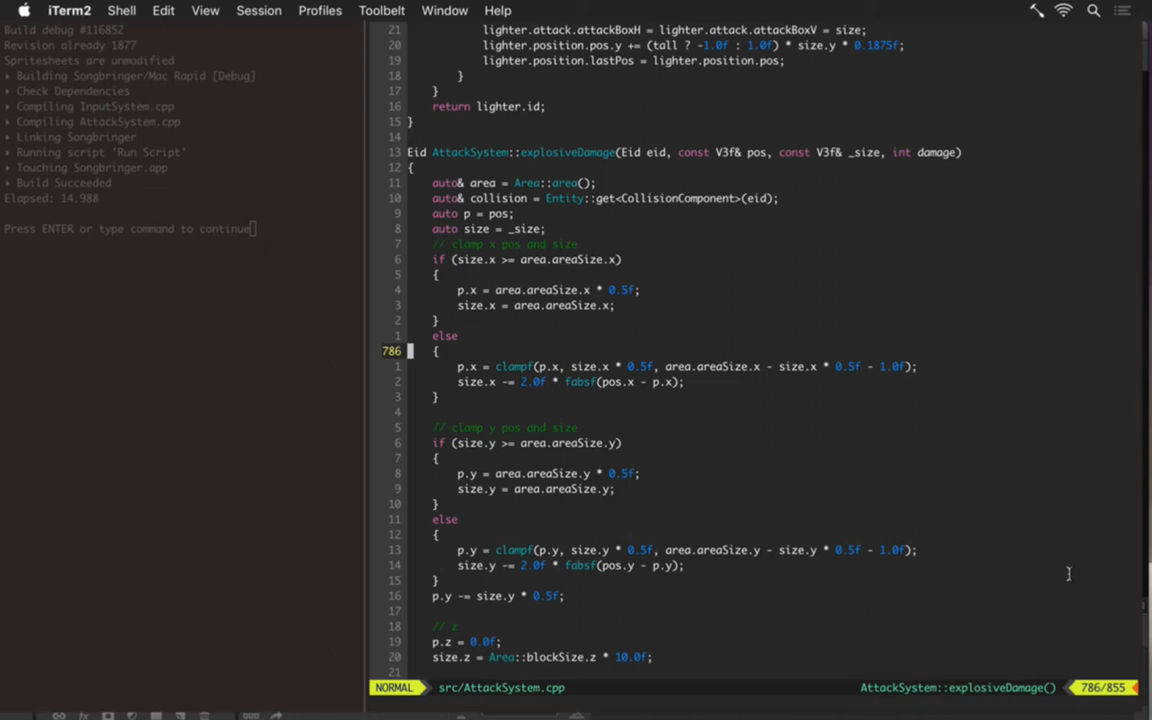 iTerm2 Shell Edit View Session Profiles Toolbelt Window Help
Build debug #116852
Revision already 1877
Spritesheets are unmodified
Building Songbringer/Mac Rapid [Debug]
Check Dependencies
Compiling InputSystem.cpp
Compiling AttackSystem.cpp
Linking Songbringer
Running script 'Run Script'
Touching Songbringer.app
Build Succeeded
Elapsed: 14.988
Press ENTER or type command to continue
21 lighter.attack.attackBoxH = lighter.attack.attackBoxV = size;
20 lighter.position.pos.y += (tall ? -1.0f : 1.0f) * size.y * 0.1875f;
19 lighter.position.lastPos = lighter.position.pos;
18 }
17 }
16 return lighter.id;
15 }
14
13 Eid AttackSystem::explosiveDamage(Eid eid, const V3f& pos, const V3f& _size, int damage)
12 {
11 auto& area = Area::area();
10 auto& collision = Entity::get<CollisionComponent>(eid);
9 auto p = pos;
8 auto size = _size;
7 // clamp x pos and size
6 if (size.x >= area.areaSize.x)
5 {
4 p.x = area.areaSize.x * 0.5f;
3 size.x = area.areaSize.x;
2 }
1 else
786 {
1 p.x = clampf(p.x, size.x * 0.5f, area.areaSize.x - size.x * 0.5f - 1.0f);
2 size.x -= 2.0f * fabsf(pos.x - p.x);
3 }
4
5 // clamp y pos and size
6 if (size.y >= area.areaSize.y)
7 {
8 p.y = area.areaSize.y * 0.5f;
9 size.y = area.areaSize.y;
10 }
11 else
12 {
13 p.y = clampf(p.y, size.y * 0.5f, area.areaSize.y - size.y * 0.5f - 1.0f);
14 size.y -= 2.0f * fabsf(pos.y - p.y);
15 }
16 p.y -= size.y * 0.5f;
17
18 // z
19 p.z = 0.0f;
20 size.z = Area::blockSize.z * 10.0f;
21
NORMAL src/AttackSystem.cpp AttackSystem::explosiveDamage() 786/855